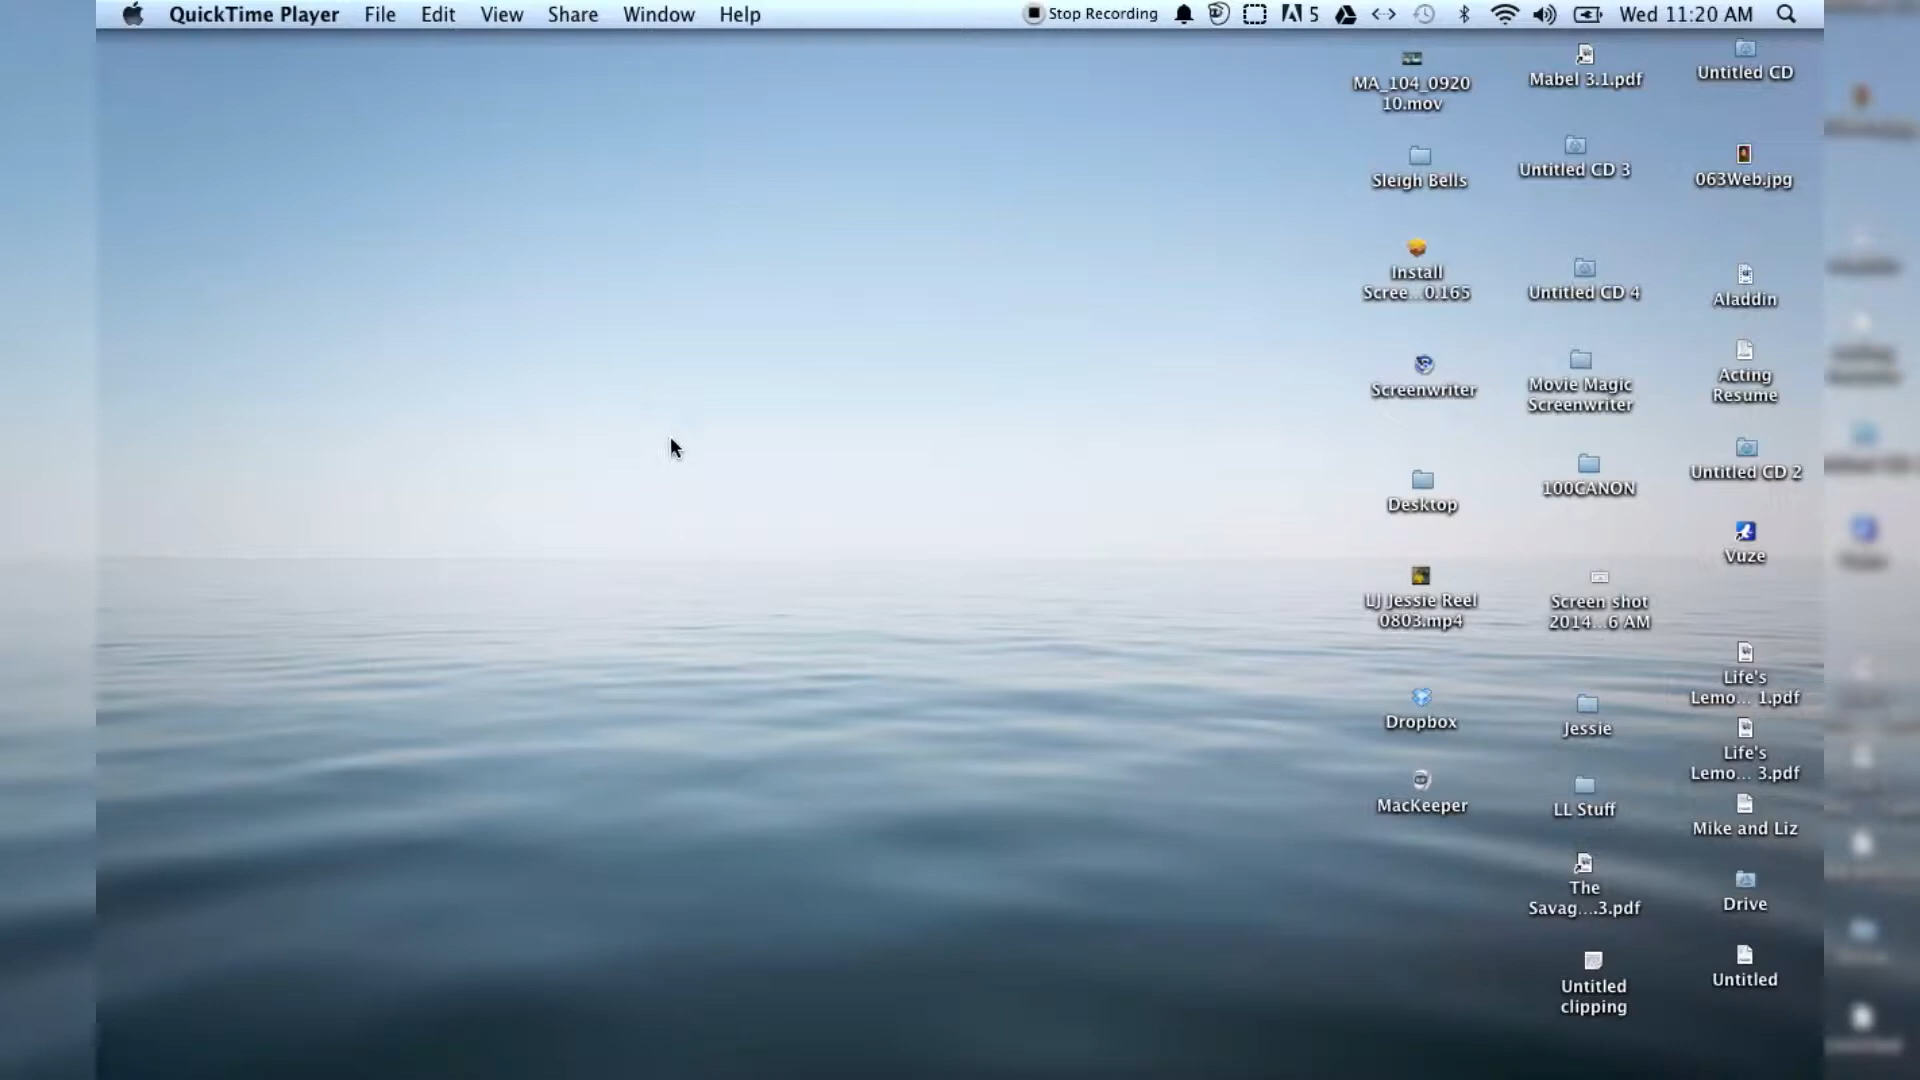 QuickTime Player File Edit View Share Window Help Stop Recording 5 Wed 11:20 AM
MA_104_0920
10.mov
Mabel 3.1.pdf
Untitled CD
Sleigh Bells
Untitled CD 3
063Web.jpg
Install
Scree...0.165
Untitled CD 4
Aladdin
Screenwriter
Movie Magic
Screenwriter
Acting
Resume
Desktop
100CANON
Untitled CD 2
Vuze
LJ Jessie Reel
0803.mp4
Screen shot
2014...6 AM
Life's
Lemo... 1.pdf
Dropbox
Jessie
Life's
Lemo... 3.pdf
MacKeeper
LL Stuff
Mike and Liz
The
Savag....3.pdf
Drive
Untitled
clipping
Untitled